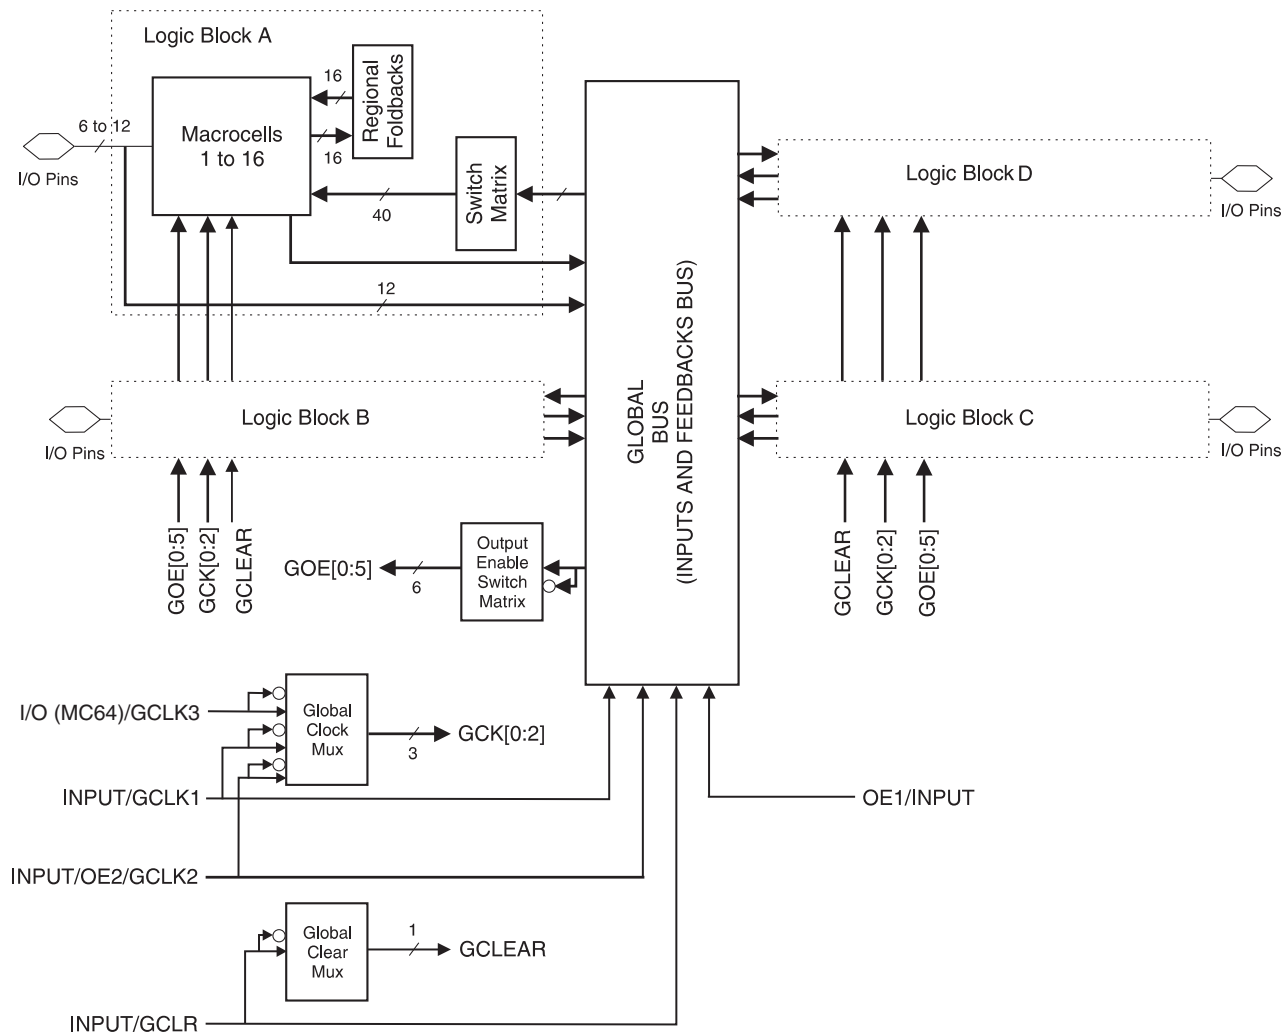 Logic Block A
16
Regional
Foldbacks
6 to 12
Macrocells
1 to 16
16
I/O Pins
40
Switch
Matrix
12
GLOBAL
BUS
(INPUTS AND FEEDBACKS BUS)
Logic Block D
I/O Pins
Logic Block B
I/O Pins
Logic Block C
I/O Pins
GOE[0:5]
GCK[0:2]
GCLEAR
GCLEAR
GCK[0:2]
GOE[0:5]
GOE[0:5]
6
Output
Enable
Switch
Matrix
I/O (MC64)/GCLK3
Global
Clock
Mux
3
GCK[0:2]
INPUT/GCLK1
OE1/INPUT
INPUT/OE2/GCLK2
Global
Clear
Mux
1
GCLEAR
INPUT/GCLR